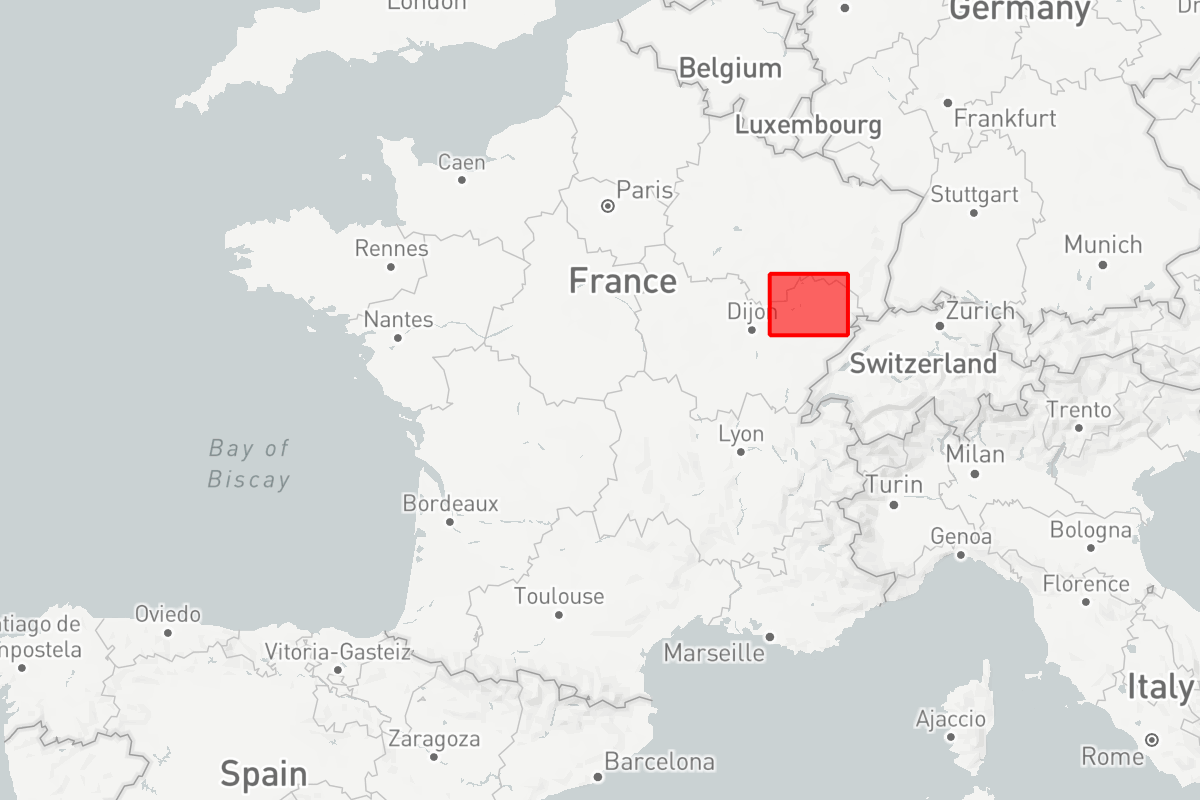 London
Germany
Belgium
Luxembourg
Frankfurt
Caen
Paris
Stuttgart
Rennes
Munich
France
Nantes
Dijon
Zurich
Switzerland
Trento
Lyon
Bay of
Biscay
Milan
Turin
Bordeaux
Genoa
Bologna
Toulouse
Florence
Oviedo
tiago de
mpostela
Vitoria-Gasteiz
Marseille
Italy
Ajaccio
Zaragoza
Rome
Barcelona
Spain